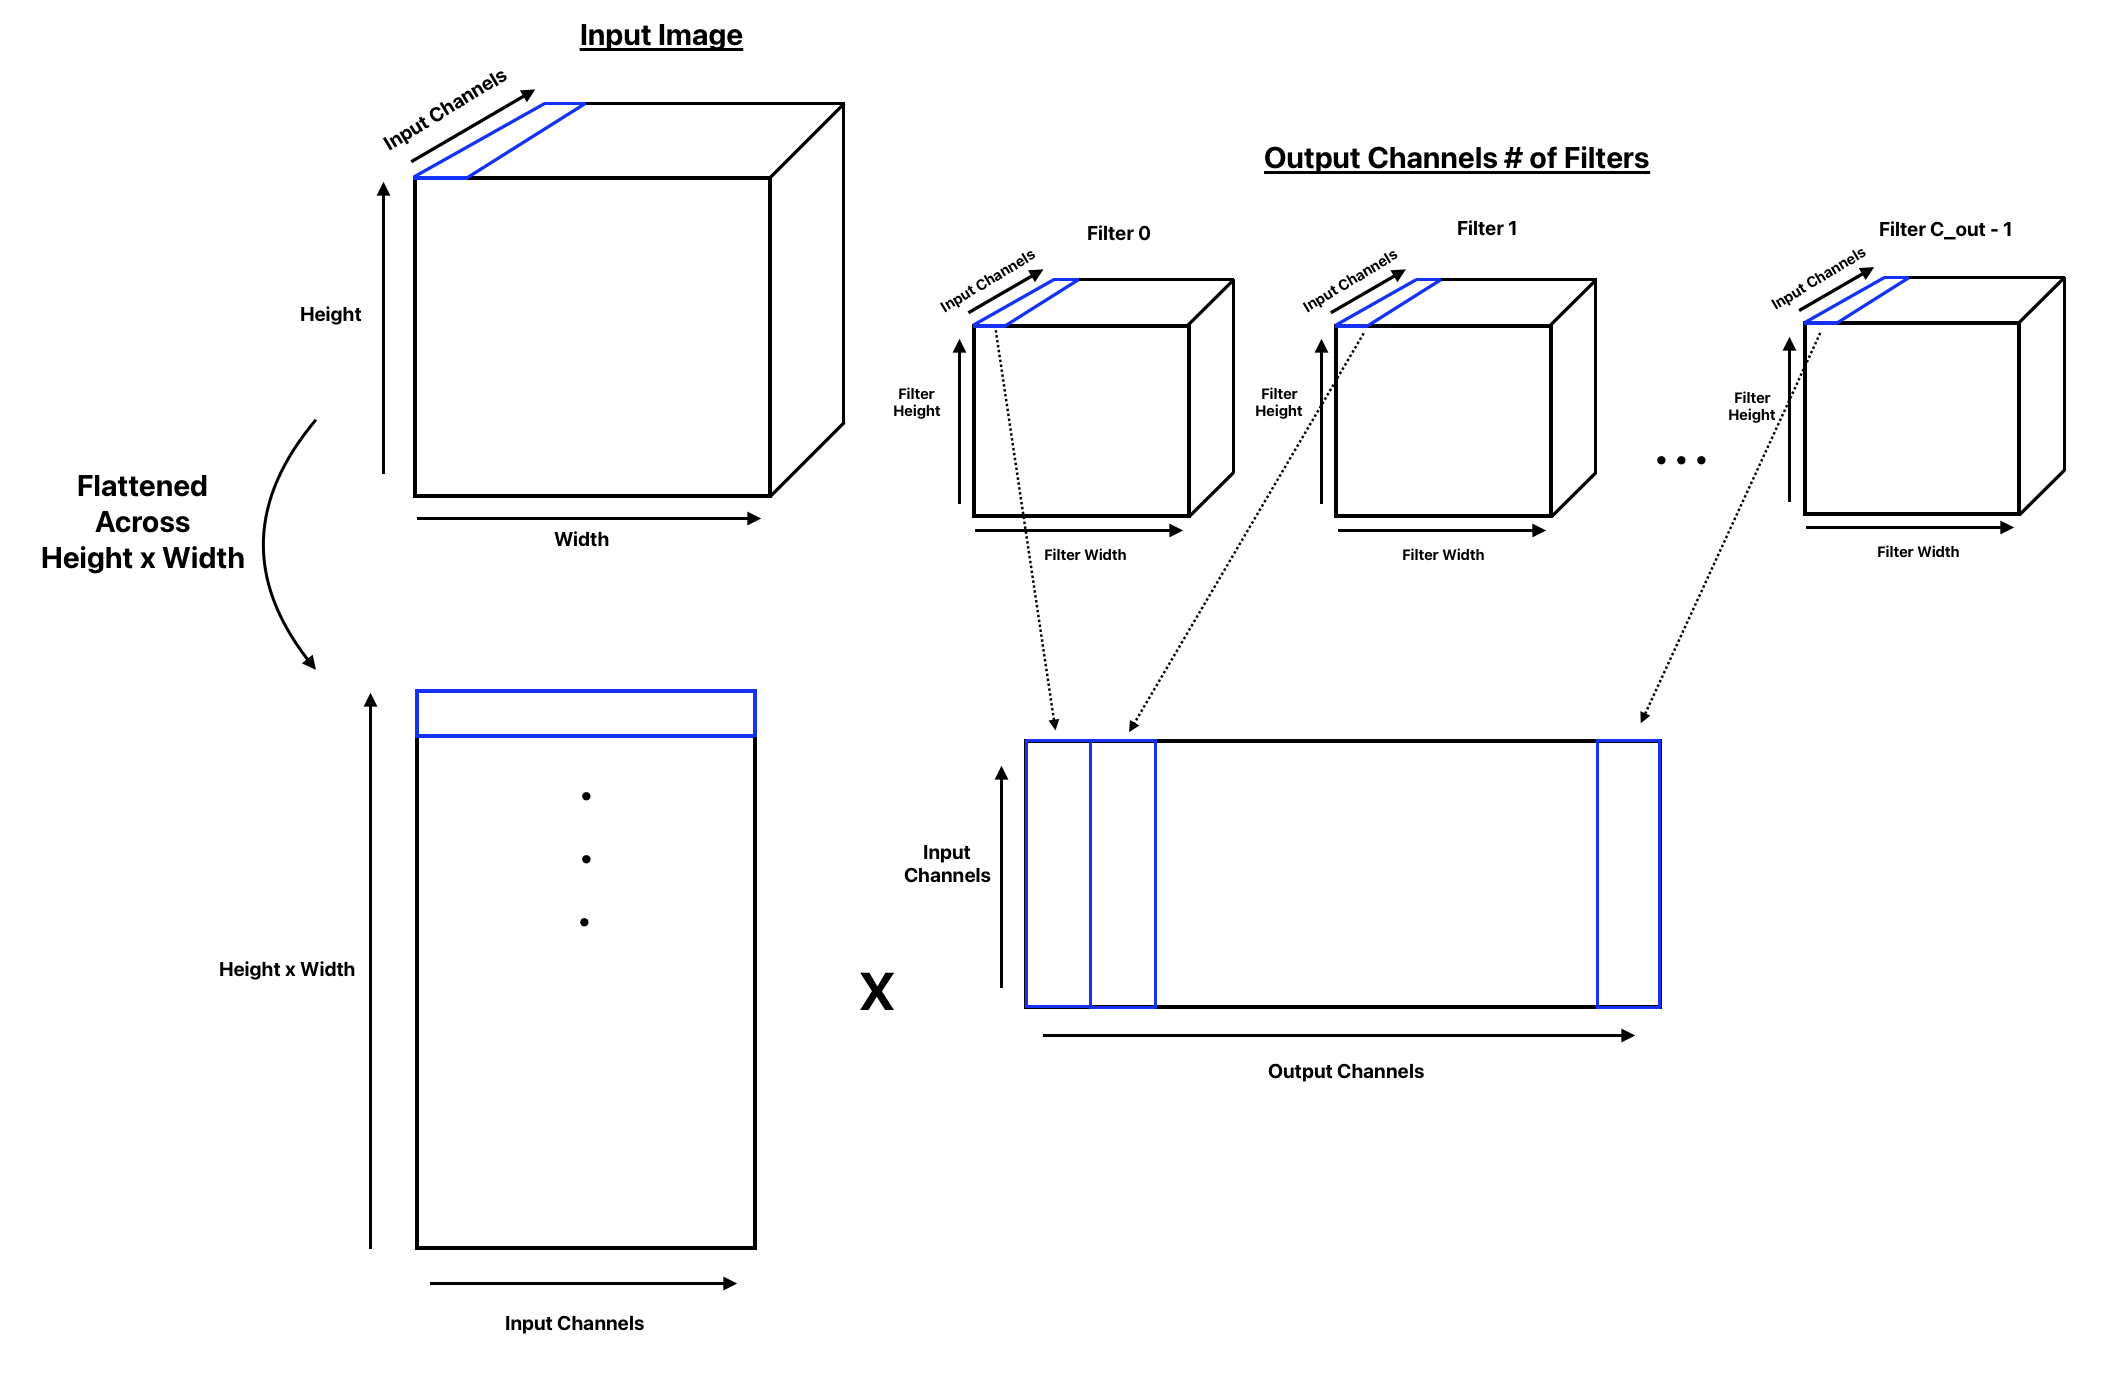 Input Image
Input Channels
Height
Width
Flattened
Across
Height x Width
Output Channels # of Filters
Filter 0
Input Channels
Filter
Height
Filter Width
Filter 1
Input Channels
Filter
Height
Filter Width
Filter C_out - 1
Input Channels
Filter
Height
Filter Width
Height x Width
Input Channels
X
Input
Channels
Output Channels